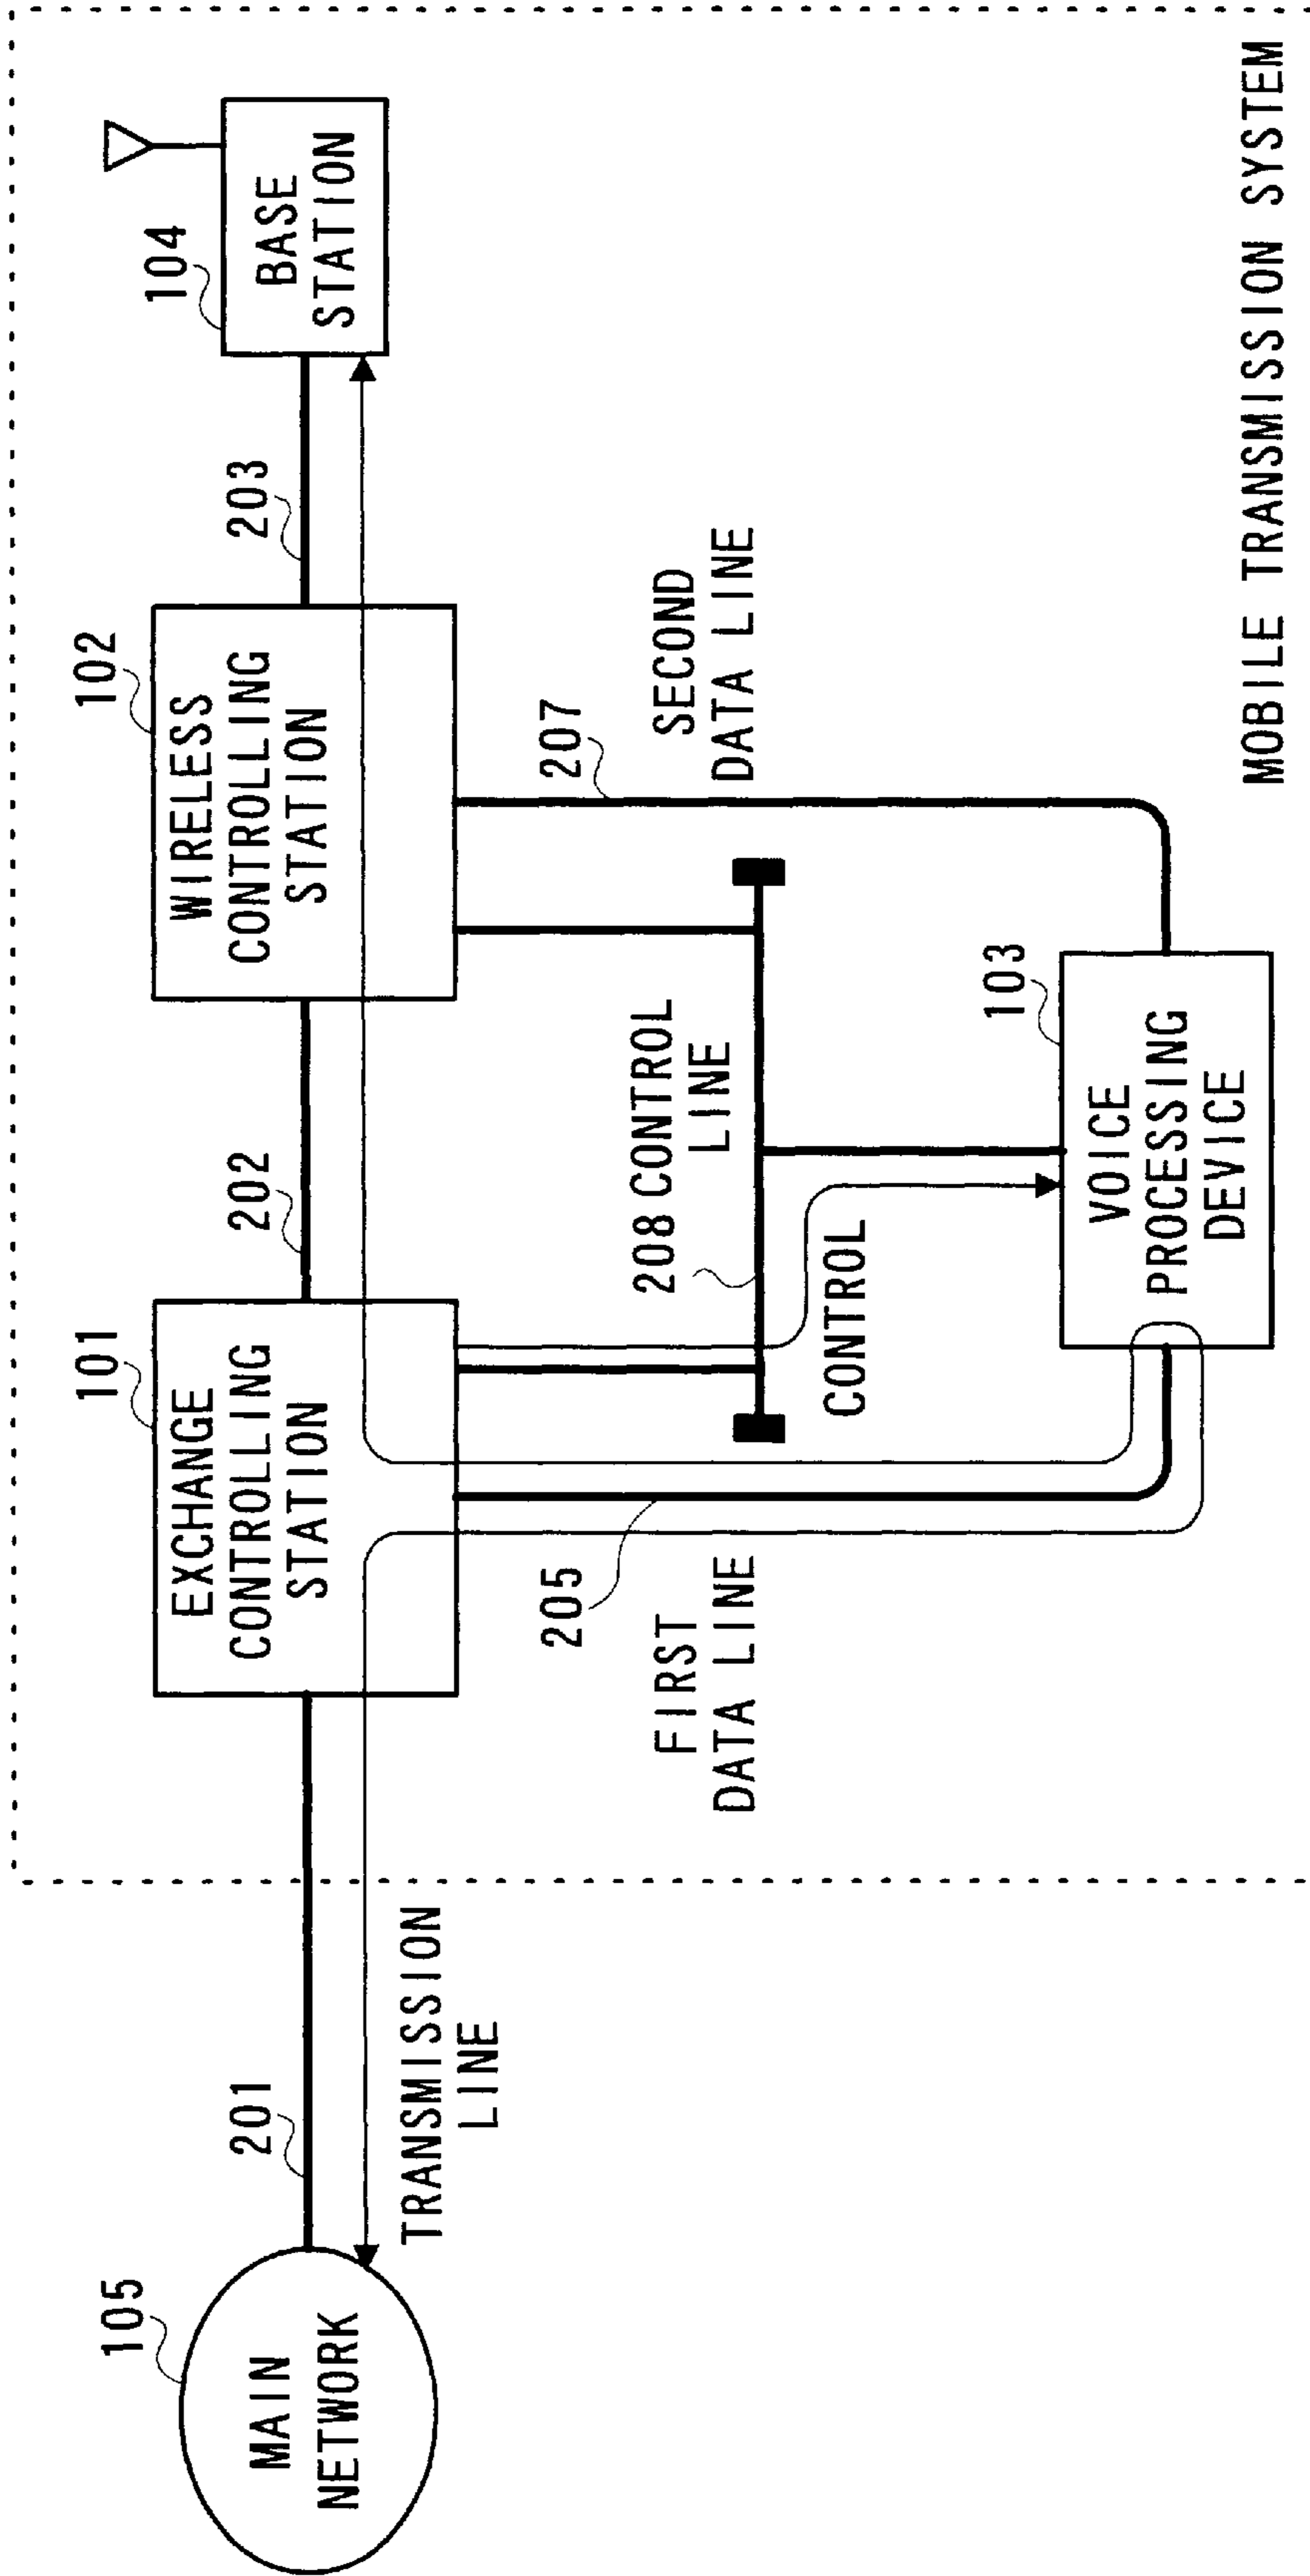 105
MAIN
NETWORK
201
TRANSMISSION
LINE
101
EXCHANGE
CONTROLLING
STATION
202
102
WIRELESS
CONTROLLING
STATION
203
104
BASE
STATION
205
FIRST
DATA LINE
208 CONTROL
LINE
CONTROL
207
SECOND
DATA LINE
103
VOICE
PROCESSING
DEVICE
MOBILE TRANSMISSION SYSTEM